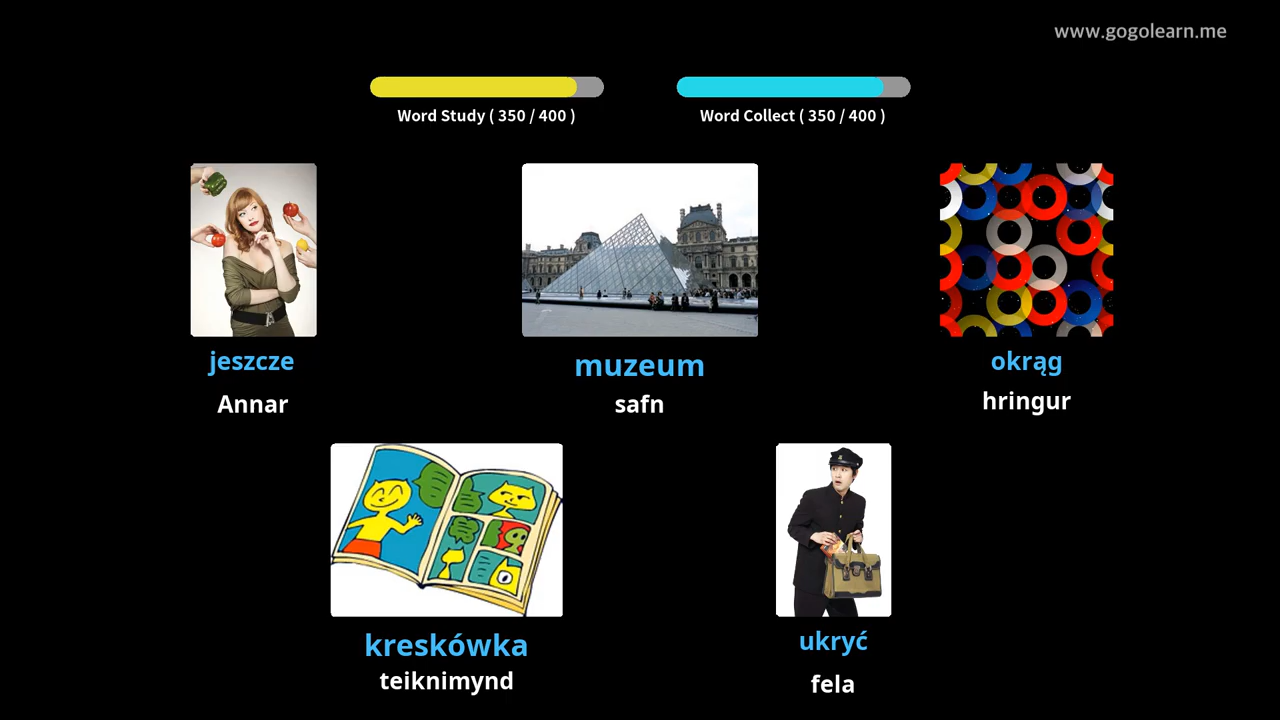 www.gogolearn.me
Word Study ( 350 / 400 )
Word Collect ( 350 / 400 )
jeszcze
Annar
muzeum
safn
okrąg
hringur
kreskówka
teiknimynd
ukryć
fela